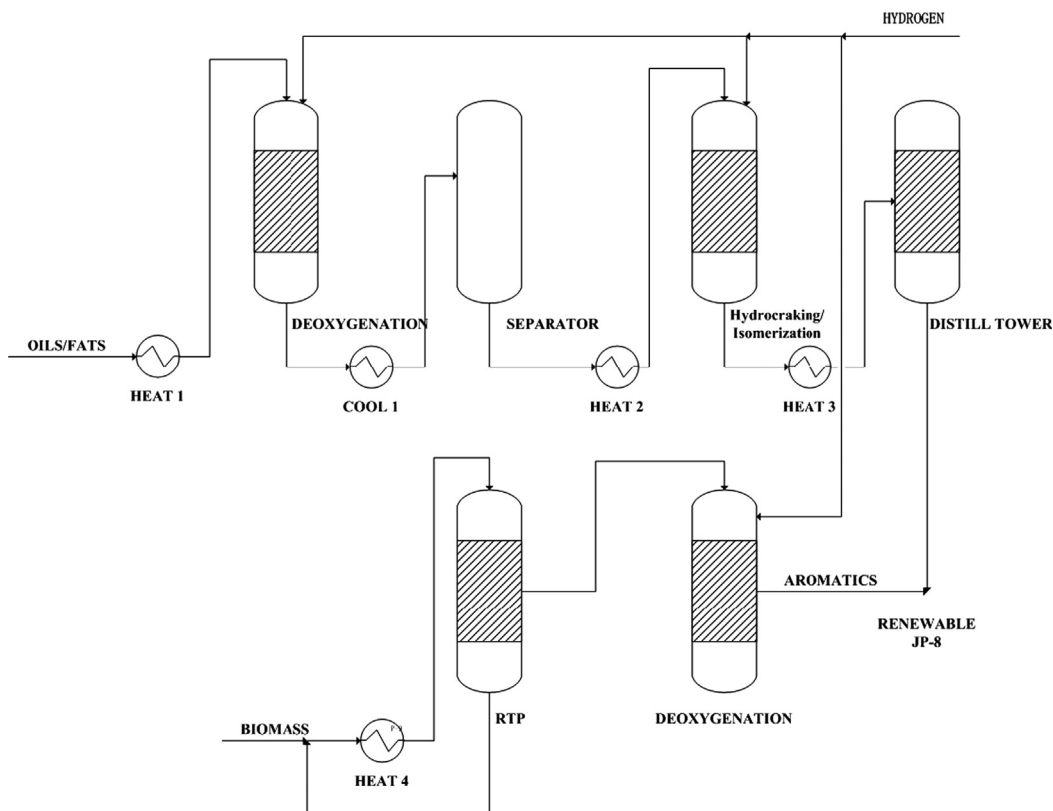 HYDROGEN
DEOXYGENATION
SEPARATOR
Hydrocraking/
Isomerization
DISTILL TOWER
OILS/FATS
HEAT 1
COOL 1
HEAT 2
HEAT 3
AROMATICS
RENEWABLE
JP-8
BIOMASS
RTP
DEOXYGENATION
HEAT 4